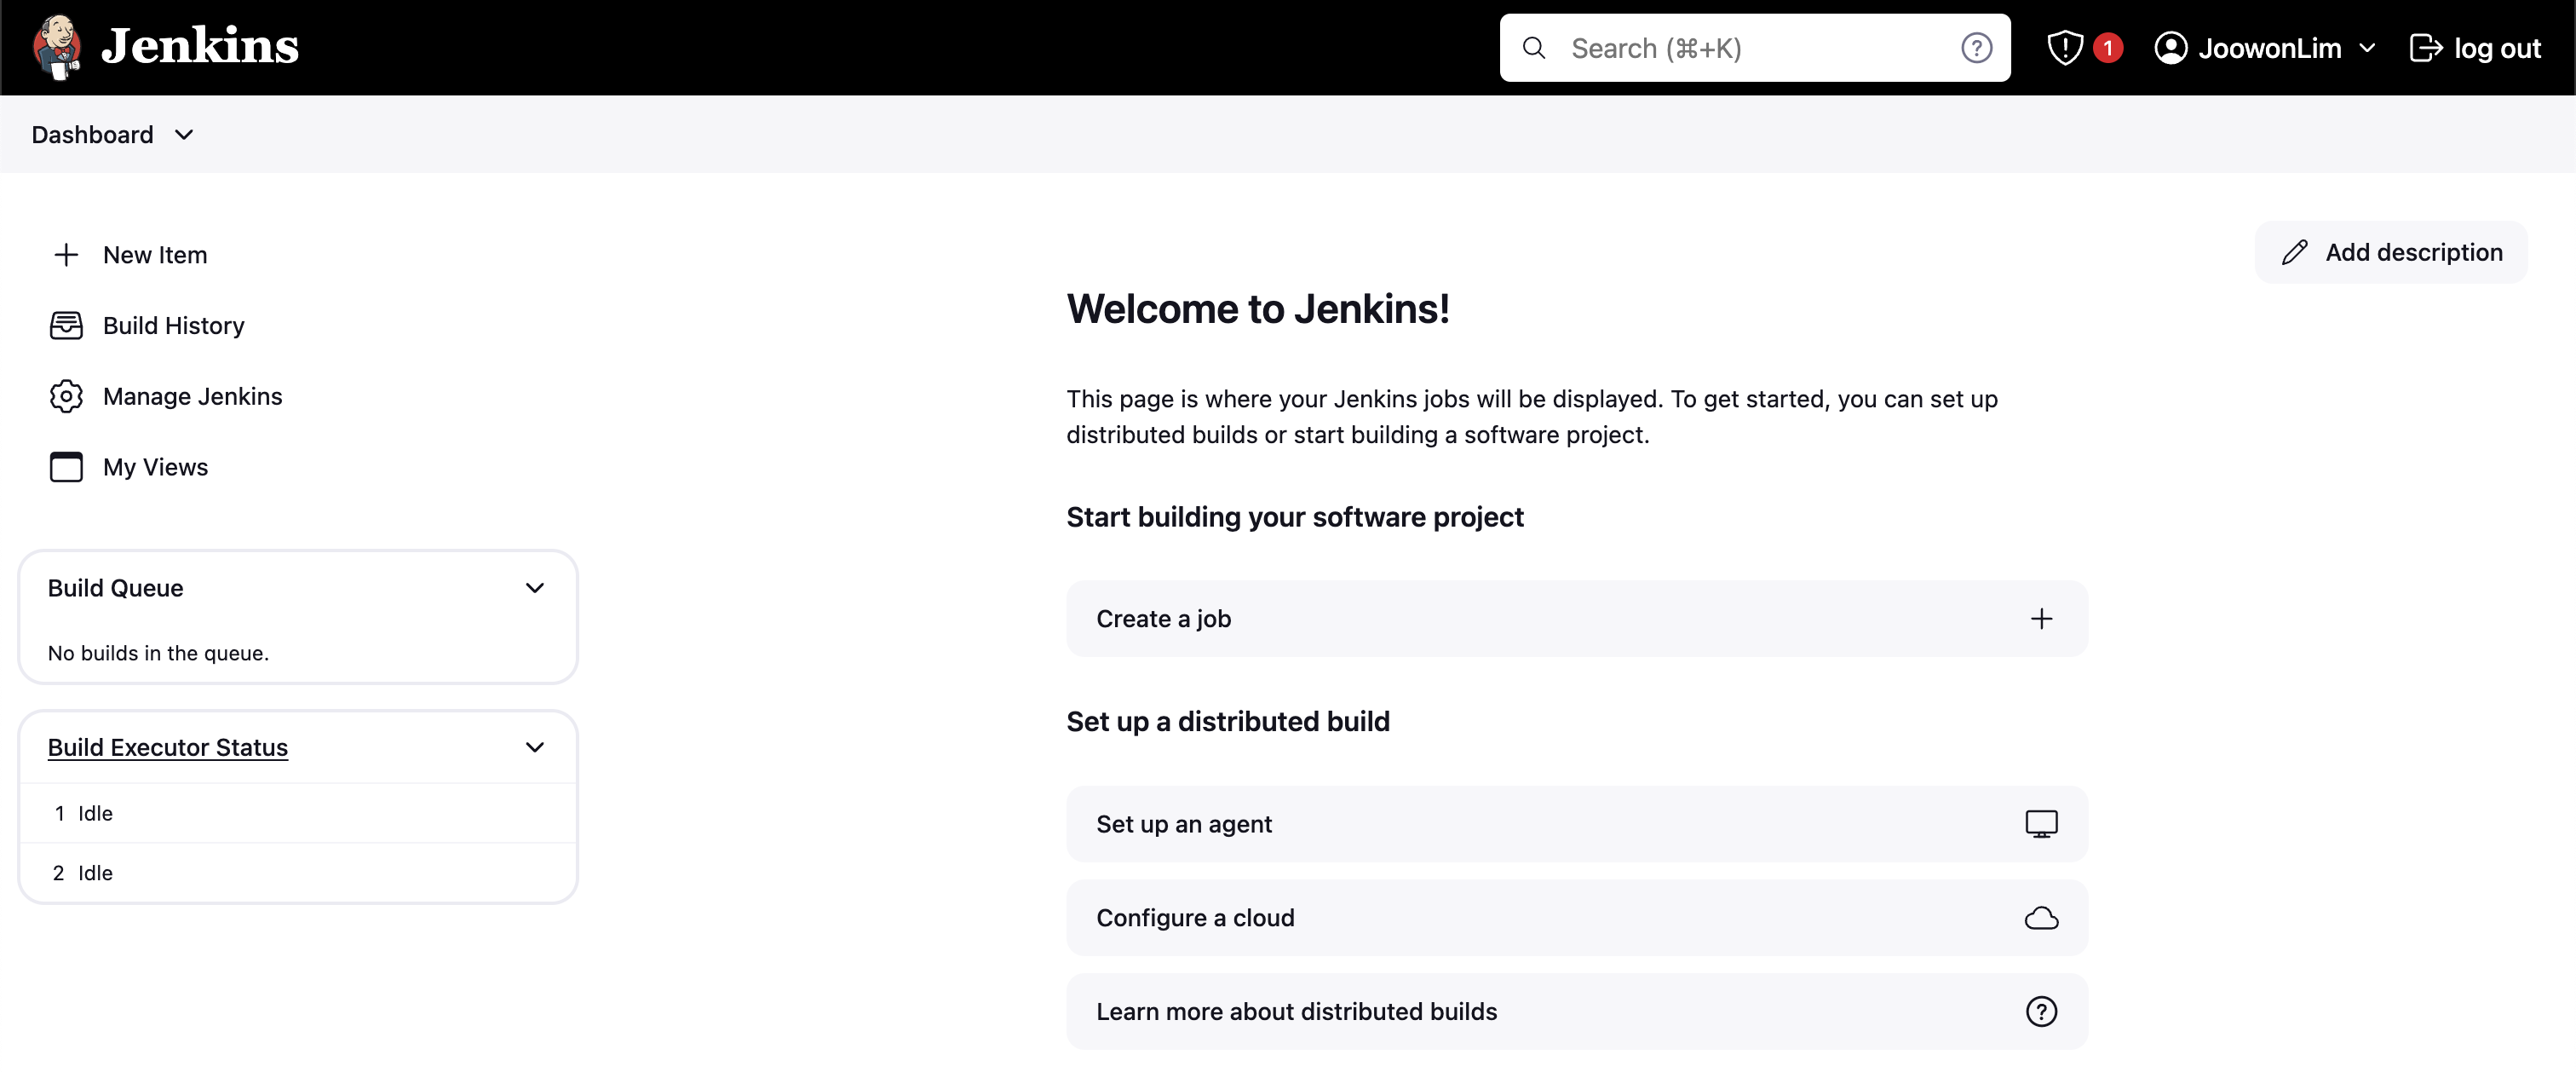 Jenkins
Search (⌘+K)
?
1
JoowonLim
log out
Dashboard
New Item
Build History
Manage Jenkins
My Views
Build Queue
No builds in the queue.
Build Executor Status
1 Idle
2 Idle
Add description
Welcome to Jenkins!
This page is where your Jenkins jobs will be displayed. To get started, you can set up
distributed builds or start building a software project.
Start building your software project
Create a job
Set up a distributed build
Set up an agent
Configure a cloud
Learn more about distributed builds
?